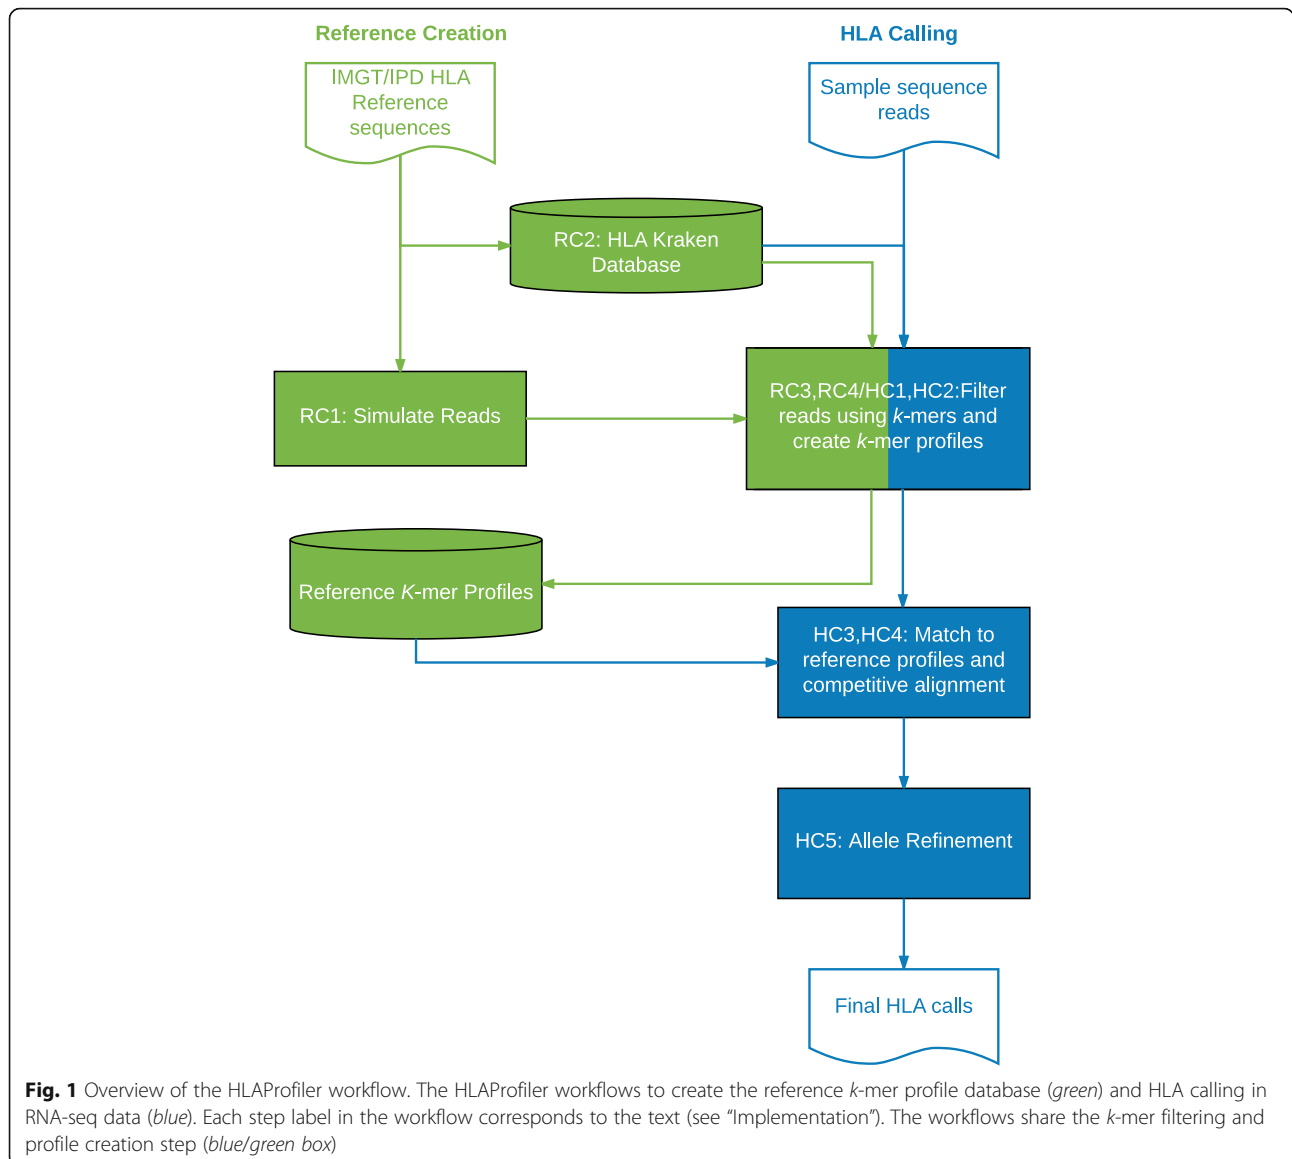 Reference Creation
HLA Calling
IMGT/IPD HLA
Reference
sequences
Sample sequence
reads
RC2: HLA Kraken
Database
RC1: Simulate Reads
RC3,RC4/HC1,HC2:Filter
reads using k-mers and
create k-mer profiles
Reference K-mer Profiles
HC3,HC4: Match to
reference profiles and
competitive alignment
HC5: Allele Refinement
Final HLA calls
Fig. 1 Overview of the HLAProfiler workflow. The HLAProfiler workflows to create the reference k-mer profile database (green) and HLA calling in
RNA-seq data (blue). Each step label in the workflow corresponds to the text (see “Implementation”). The workflows share the k-mer filtering and
profile creation step (blue/green box)